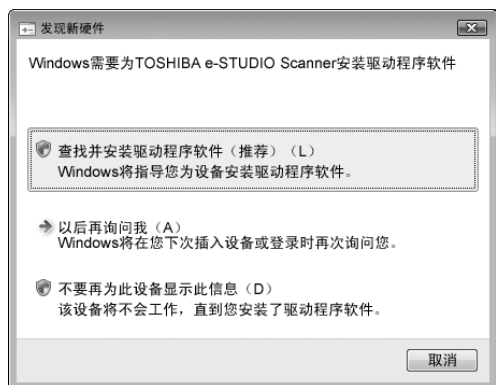 发现新硬件
Windows需要为TOSHIBA e-STUDIO Scanner安装驱动程序软件
查找并安装驱动程序软件（推荐）（L）
Windows将指导您为设备安装驱动程序软件。
以后再询问我（A）
Windows将在您下次插入设备或登录时再次询问您。
不要再为此设备显示此信息（D）
该设备将不会工作，直到您安装了驱动程序软件。
取消